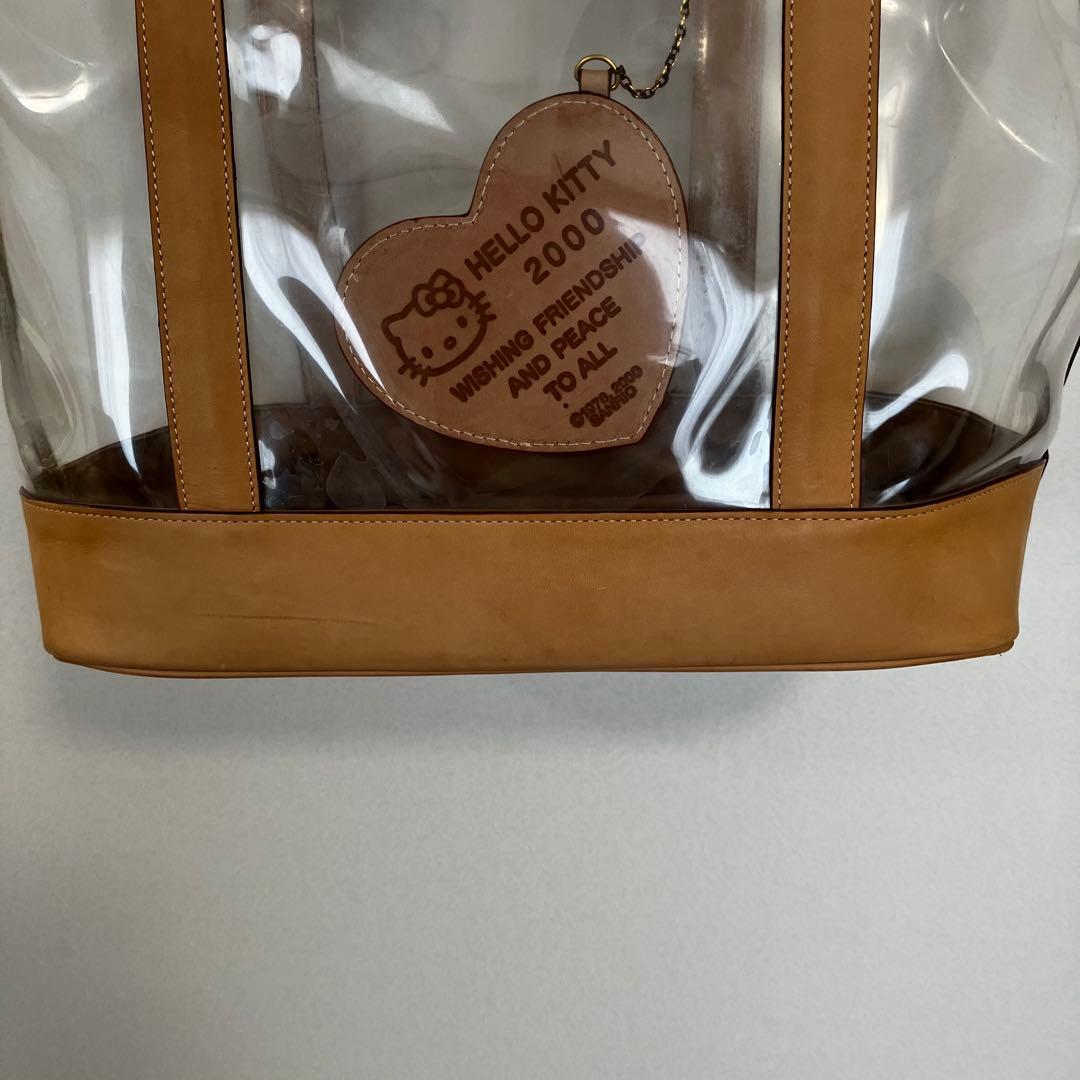 HELLO KITTY
2000
WISHING FRIENDSHIP
AND PEACE
TO ALL
©1976, 2000
SANRIO